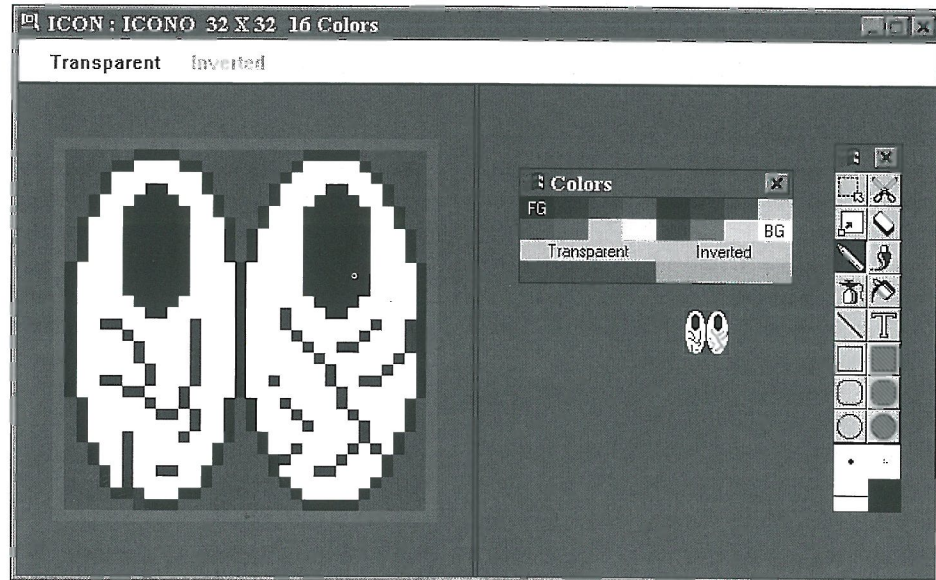 ICON : ICONO 32 X 32 16 Colors
Transparent Inverted
Colors
FG
BG
Transparent Inverted
T